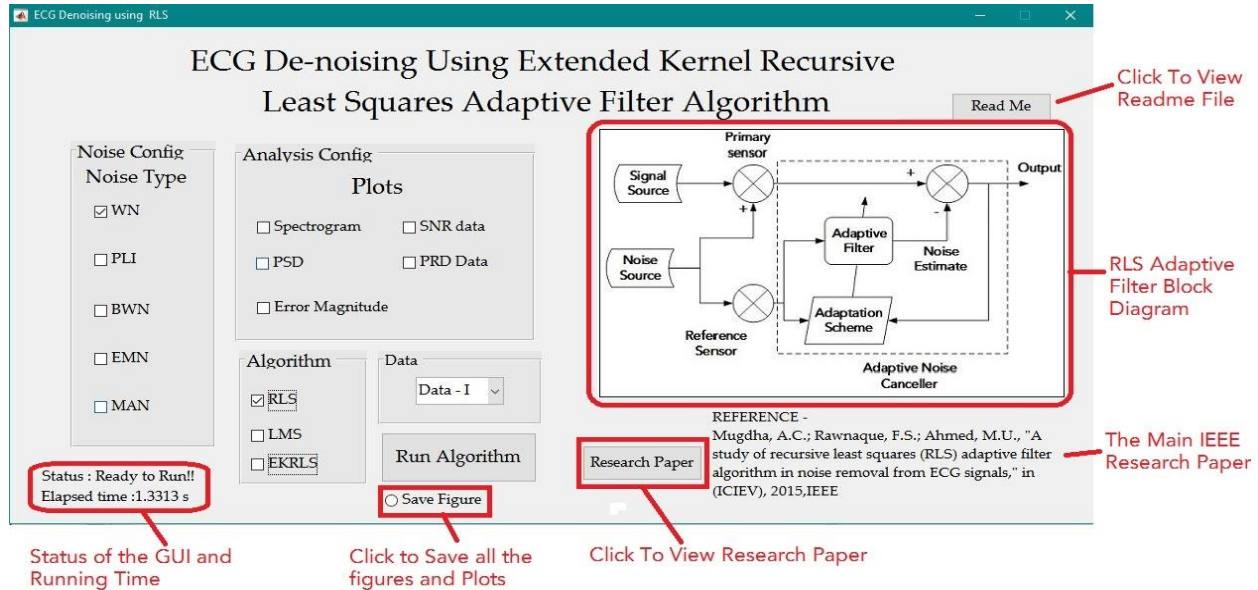 ECG Denoising using RLS
ECG De-noising Using Extended Kernel Recursive
Least Squares Adaptive Filter Algorithm
Read Me
Click To View
Readme File
Noise Config
Noise Type
WN
PLI
BWN
EMN
MAN
Analysis Config
Plots
Spectrogram
SNR data
PSD
PRD Data
Error Magnitude
Algorithm
RLS
LMS
EKRLS
Data
Data - I
Run Algorithm
Save Figure
Status : Ready to Run!!
Elapsed time :1.3313 s
Primary
sensor
Signal
Source
+
+
-
Output
Adaptive
Filter
Noise
Estimate
Noise
Source
Adaptation
Scheme
Reference
Sensor
Adaptive Noise
Canceller
RLS Adaptive
Filter Block
Diagram
Research Paper
REFERENCE -
Mugdha, A.C.; Rawnaque, F.S.; Ahmed, M.U., "A
study of recursive least squares (RLS) adaptive filter
algorithm in noise removal from ECG signals," in
(ICIEV), 2015,IEEE
The Main IEEE
Research Paper
Status of the GUI and
Running Time
Click to Save all the
figures and Plots
Click To View Research Paper